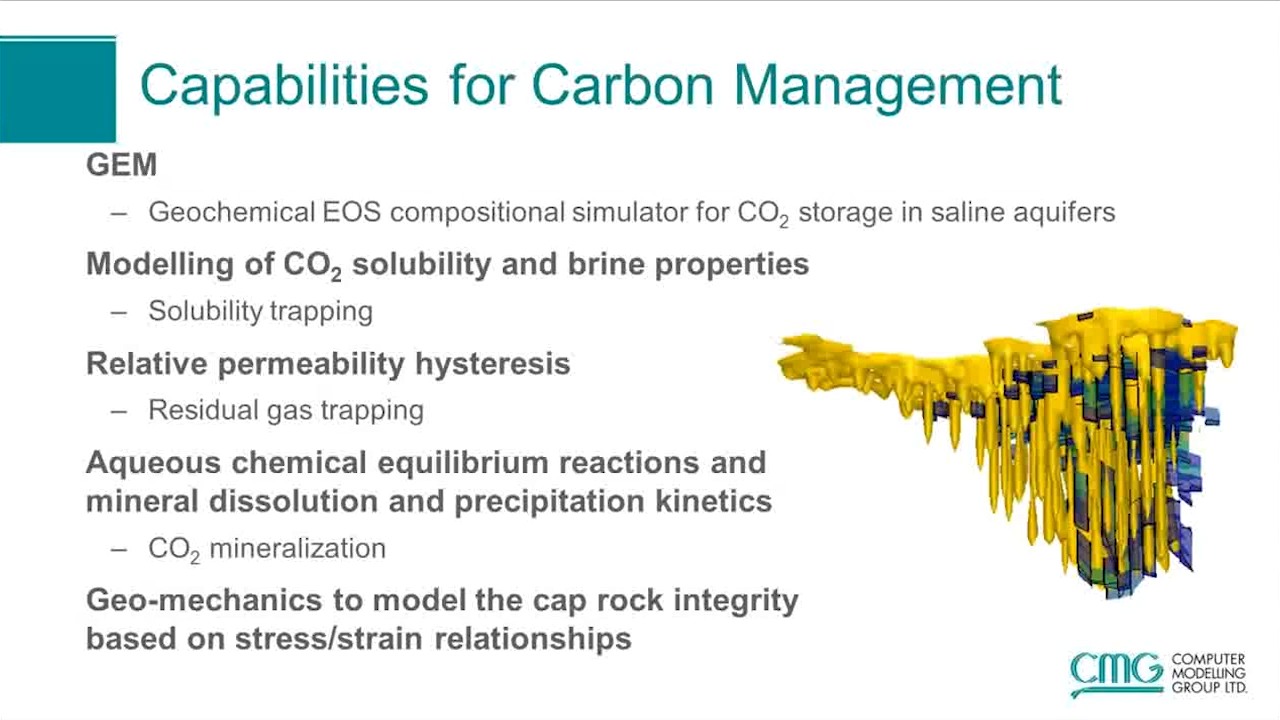 Capabilities for Carbon Management
GEM
– Geochemical EOS compositional simulator for CO₂ storage in saline aquifers
Modelling of CO₂ solubility and brine properties
– Solubility trapping
Relative permeability hysteresis
– Residual gas trapping
Aqueous chemical equilibrium reactions and
mineral dissolution and precipitation kinetics
– CO₂ mineralization
Geo-mechanics to model the cap rock integrity
based on stress/strain relationships
CMG
COMPUTER
MODELLING
GROUP LTD.